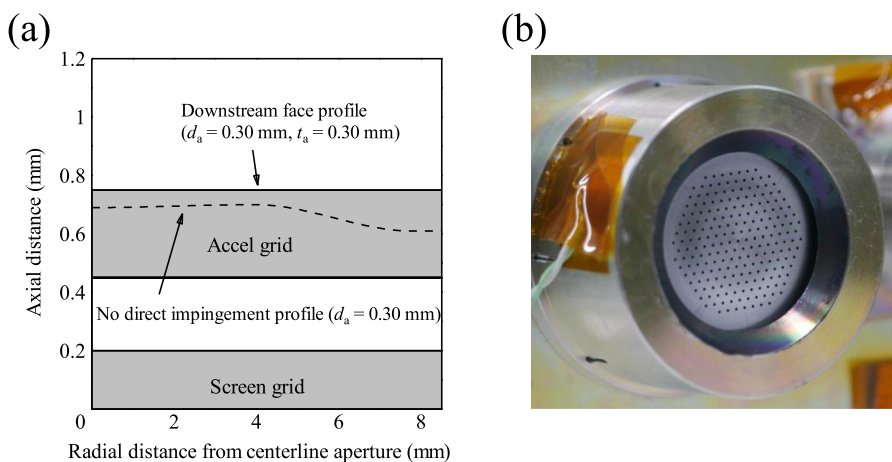 (a)
(b)
1.2
1
0.8
0.6
0.4
0.2
0
2
4
6
8
Axial distance (mm)
Downstream face profile
(dₐ = 0.30 mm, tₐ = 0.30 mm)
Accel grid
No direct impingement profile (dₐ = 0.30 mm)
Screen grid
Radial distance from centerline aperture (mm)